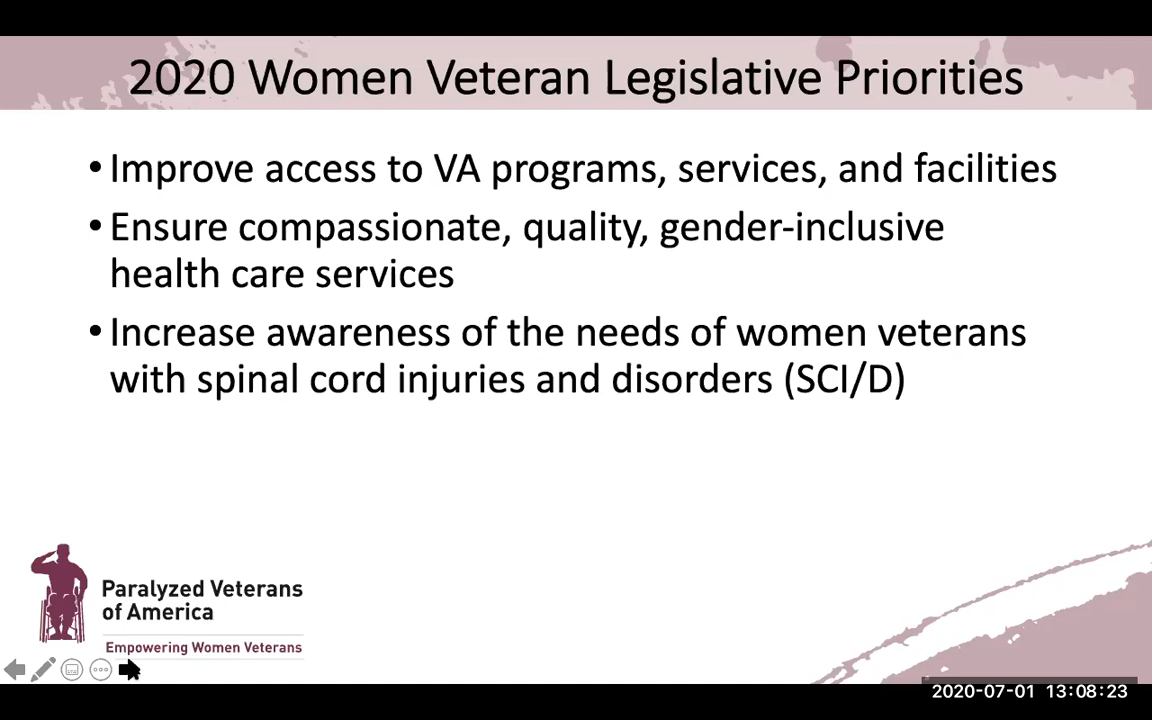 2020 Women Veteran Legislative Priorities
• Improve access to VA programs, services, and facilities
• Ensure compassionate, quality, gender-inclusive
health care services
• Increase awareness of the needs of women veterans
with spinal cord injuries and disorders (SCI/D)
Paralyzed Veterans
of America
Empowering Women Veterans
2020-07-01 13:08:23